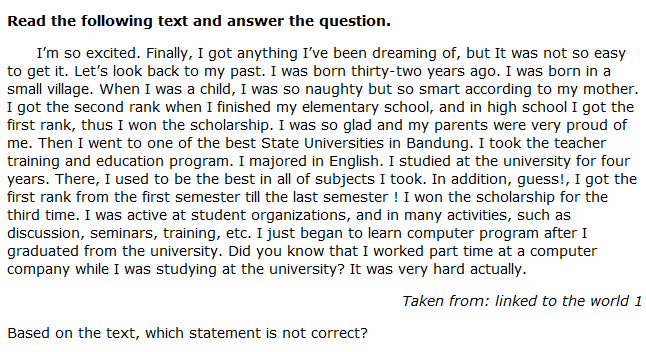 Read the following text and answer the question.
I’m so excited. Finally, I got anything I’ve been dreaming of, but It was not so easy
to get it. Let’s look back to my past. I was born thirty-two years ago. I was born in a
small village. When I was a child, I was so naughty but so smart according to my mother.
I got the second rank when I finished my elementary school, and in high school I got the
first rank, thus I won the scholarship. I was so glad and my parents were very proud of
me. Then I went to one of the best State Universities in Bandung. I took the teacher
training and education program. I majored in English. I studied at the university for four
years. There, I used to be the best in all of subjects I took. In addition, guess!, I got the
first rank from the first semester till the last semester ! I won the scholarship for the
third time. I was active at student organizations, and in many activities, such as
discussion, seminars, training, etc. I just began to learn computer program after I
graduated from the university. Did you know that I worked part time at a computer
company while I was studying at the university? It was very hard actually.
Taken from: linked to the world 1
Based on the text, which statement is not correct?